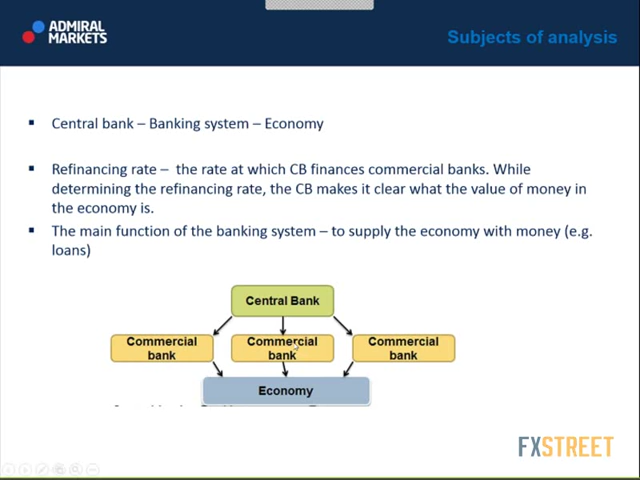 ADMIRAL
MARKETS
Subjects of analysis
▪ Central bank – Banking system – Economy
▪ Refinancing rate – the rate at which CB finances commercial banks. While
determining the refinancing rate, the CB makes it clear what the value of money in
the economy is.
▪ The main function of the banking system – to supply the economy with money (e.g.
loans)
Central Bank
Commercial
bank
Commercial
bank
Commercial
bank
Economy
FXSTREET